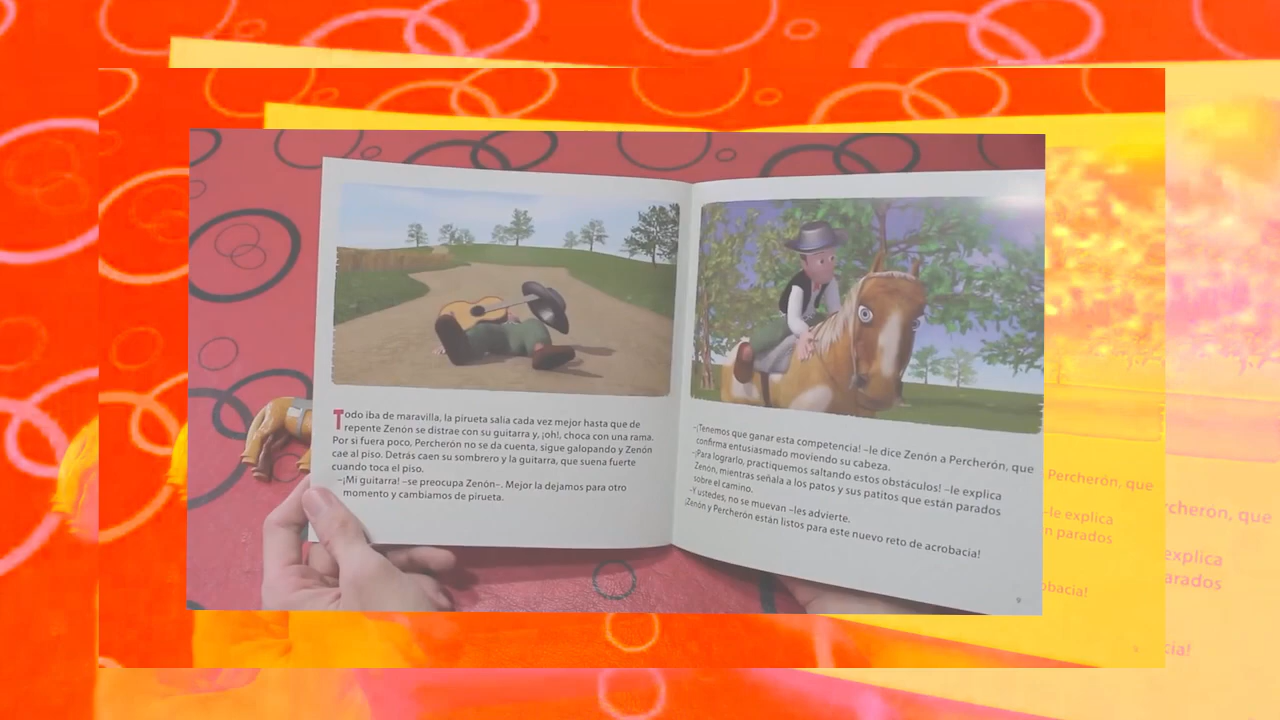 Todo iba de maravilla, la pirueta salía cada vez mejor hasta que de
repente Zenón se distrae con su guitarra y, ¡oh!, choca con una rama.
Por si fuera poco, Percherón no se da cuenta, sigue galopando y Zenón
cae al piso. Detrás caen su sombrero y la guitarra, que suena fuerte
cuando toca el piso.
–¡Mi guitarra! –se preocupa Zenón–. Mejor la dejamos para otro
momento y cambiamos de pirueta.
–¡Tenemos que ganar esta competencia! –le dice Zenón a Percherón, que
confirma entusiasmado moviendo su cabeza.
–¡Para lograrlo, practiquemos saltando estos obstáculos! –le explica
Zenón, mientras señala a los patos y sus patitos que están parados
sobre el camino.
–Y ustedes, no se muevan –les advierte.
¡Zenón y Percherón están listos para este nuevo reto de acrobacia!
9
Percherón, que
–le explica
n parados
obacia!
9
rcherón, que
explica
arados
cia!